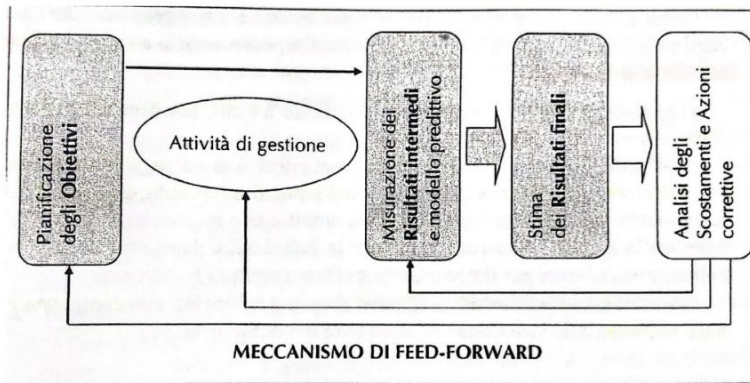 Pianificazione
degli Obiettivi
Attività di gestione
Misurazione dei
Risultati intermedi
e modello predittivo
Stima
dei Risultati finali
Analisi degli
Scostamenti e Azioni
correttive
MECCANISMO DI FEED-FORWARD